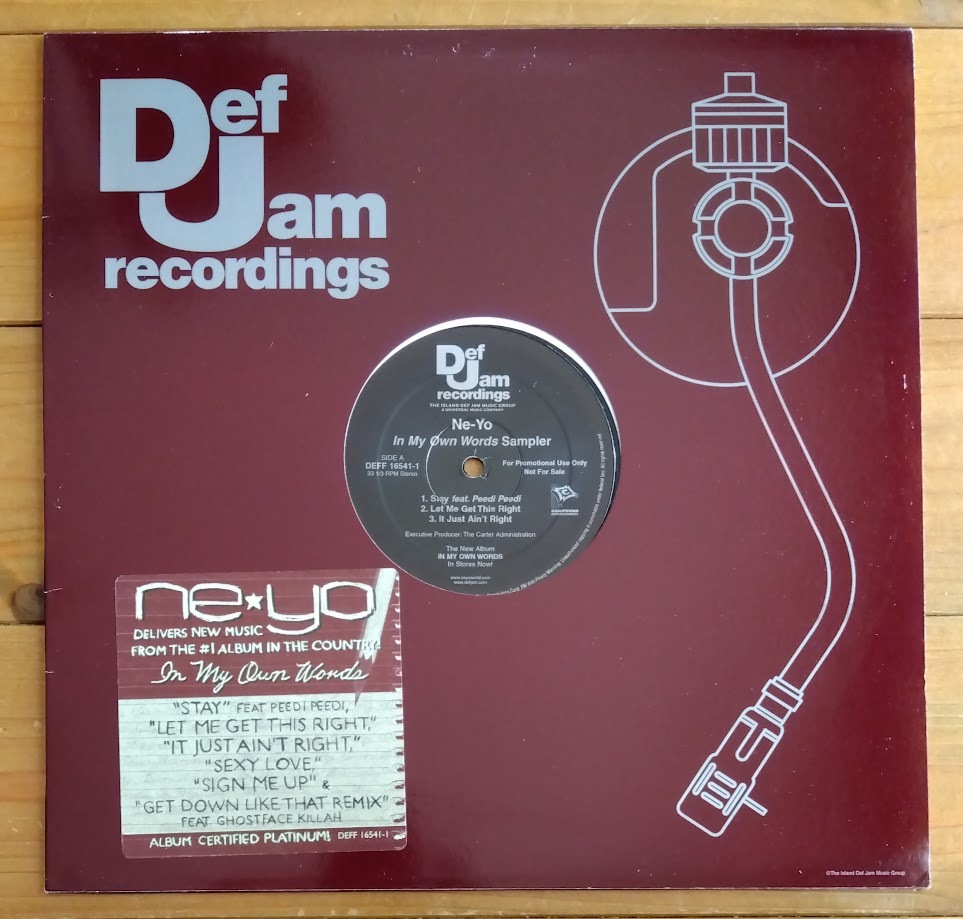 Def
Jam
recordings
Def
Jam
recordings
THE ISLAND DEF JAM MUSIC GROUP
A UNIVERSAL MUSIC COMPANY
Ne-Yo
In My Own Words Sampler
SIDE A
DEFF 16541-1
33 1/3 RPM Stereo
For Promotional Use Only
Not For Sale
1. Stay feat. Peedi Peedi
2. Let Me Get This Right
3. It Just Ain't Right
Executive Producer: The Carter Administration
The New Album
IN MY OWN WORDS
In Stores Now!
www.neyoworld.com
www.defjam.com
ne★yo
DELIVERS NEW MUSIC
FROM THE #1 ALBUM IN THE COUNTRY
In My Own Words
"STAY" FEAT PEEDI PEEDI,
"LET ME GET THIS RIGHT,"
"IT JUST AIN'T RIGHT,"
"SEXY LOVE,"
"SIGN ME UP" &
"GET DOWN LIKE THAT REMIX"
FEAT GHOSTFACE KILLAH
ALBUM CERTIFIED PLATINUM! DEFF 16541-1
©The Island Def Jam Music Group